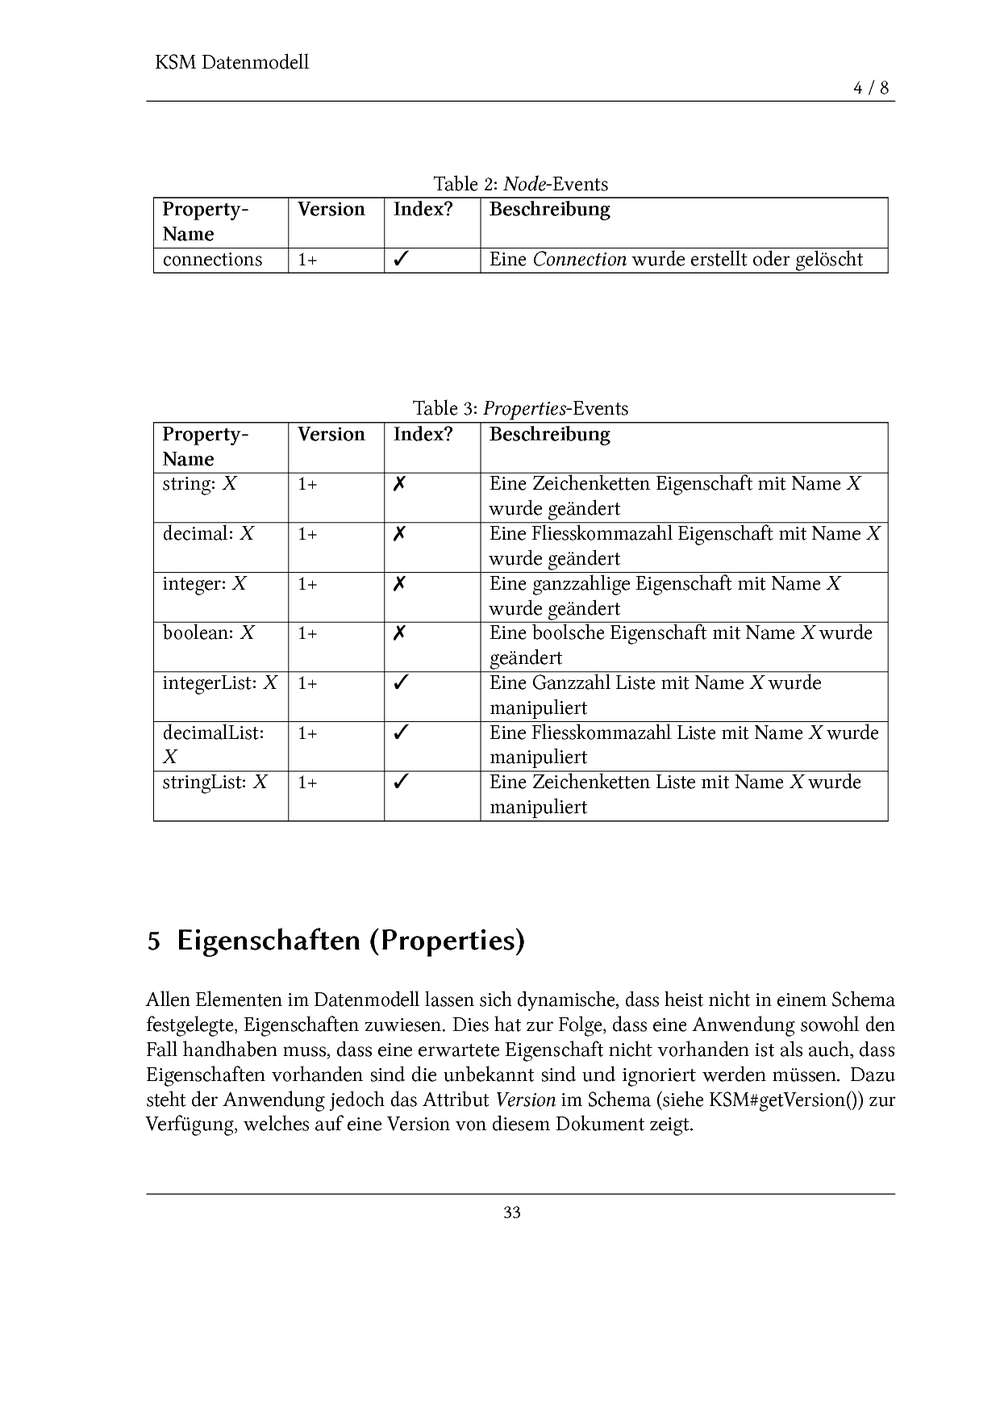 KSM Datenmodell
4 / 8
Table 2: Node-Events
Property-
Name
Version
Index?
Beschreibung
connections
1+
✓
Eine Connection wurde erstellt oder gelöscht
Table 3: Properties-Events
Property-
Name
Version
Index?
Beschreibung
string: X
1+
✗
Eine Zeichenketten Eigenschaft mit Name X
wurde geändert
decimal: X
1+
✗
Eine Fliesskommazahl Eigenschaft mit Name X
wurde geändert
integer: X
1+
✗
Eine ganzzahlige Eigenschaft mit Name X
wurde geändert
boolean: X
1+
✗
Eine boolsche Eigenschaft mit Name X wurde
geändert
integerList: X
1+
✓
Eine Ganzzahl Liste mit Name X wurde
manipuliert
decimalList:
X
1+
✓
Eine Fliesskommazahl Liste mit Name X wurde
manipuliert
stringList: X
1+
✓
Eine Zeichenketten Liste mit Name X wurde
manipuliert
5 Eigenschaften (Properties)
Allen Elementen im Datenmodell lassen sich dynamische, dass heist nicht in einem Schema
festgelegte, Eigenschaften zuwiesen. Dies hat zur Folge, dass eine Anwendung sowohl den
Fall handhaben muss, dass eine erwartete Eigenschaft nicht vorhanden ist als auch, dass
Eigenschaften vorhanden sind die unbekannt sind und ignoriert werden müssen. Dazu
steht der Anwendung jedoch das Attribut Version im Schema (siehe KSM#getVersion()) zur
Verfügung, welches auf eine Version von diesem Dokument zeigt.
33